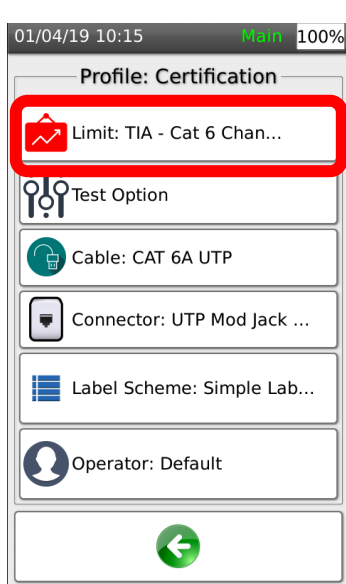 01/04/19 10:15 Main 100%
Profile: Certification
Limit: TIA - Cat 6 Chan...
Test Option
Cable: CAT 6A UTP
Connector: UTP Mod Jack ...
Label Scheme: Simple Lab...
Operator: Default